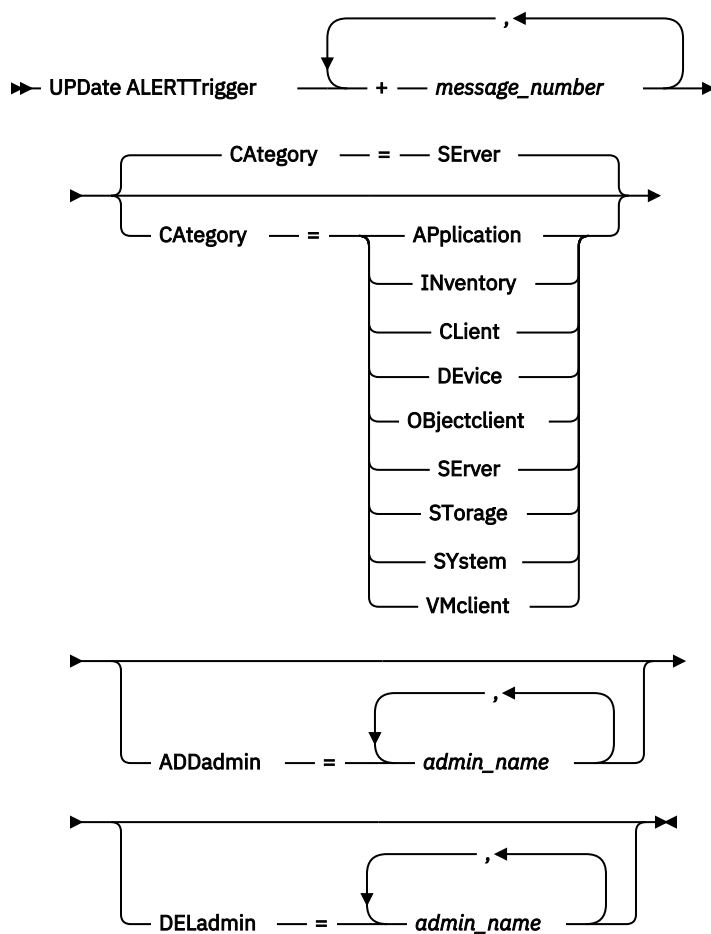 ,
UPDate ALERTTrigger + message_number
CAtegory = SErver
CAtegory = APplication
INventory
CLient
DEvice
OBjectclient
SErver
STorage
SYstem
VMclient
,
ADDadmin = admin_name
,
DELadmin = admin_name